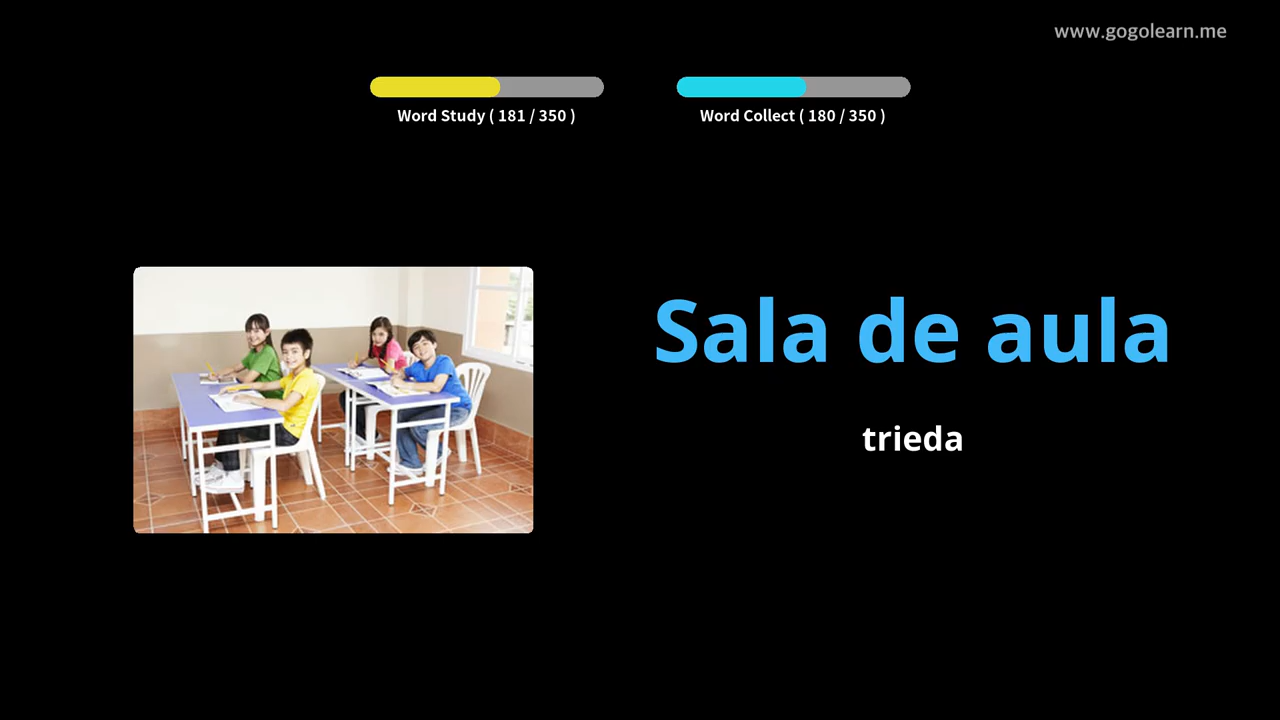 www.gogolearn.me
Word Study ( 181 / 350 )
Word Collect ( 180 / 350 )
Sala de aula
trieda